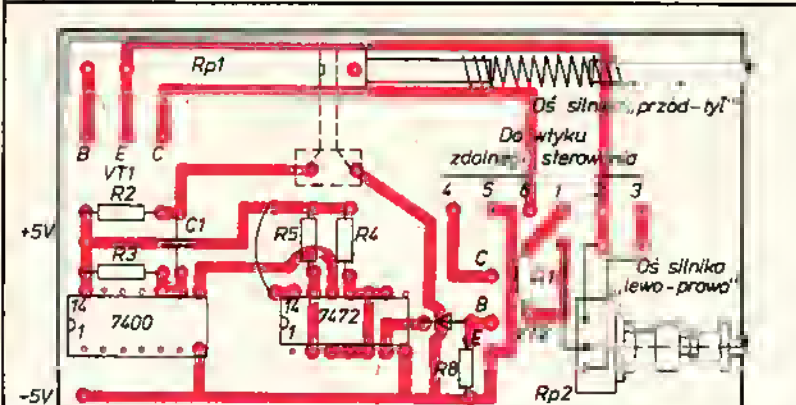 Rp1
Oś silnika „przód-tył"
Do wtyku
zdolnego sterowania
B E C
VT1
4 5 6 1 2 3
R2
+5V
C1
R5 R4
C
R1
Oś silnika
„lewo-prawo"
R3
14
1
7400
14
1
7472
B
E
R8
Rp2
-5V